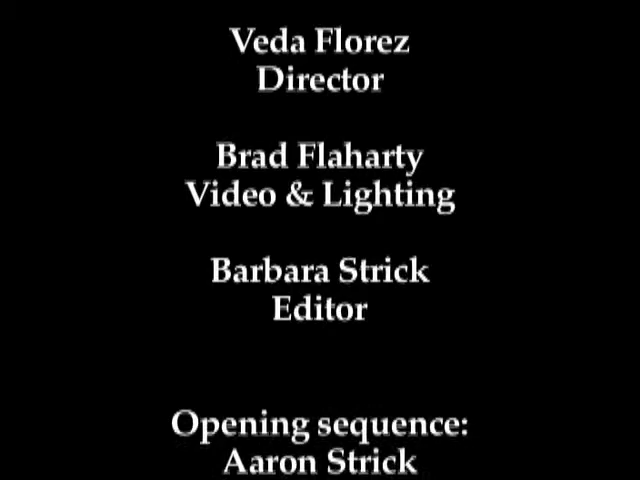 Veda Florez
Director
Brad Flaharty
Video & Lighting
Barbara Strick
Editor
Opening sequence:
Aaron Strick